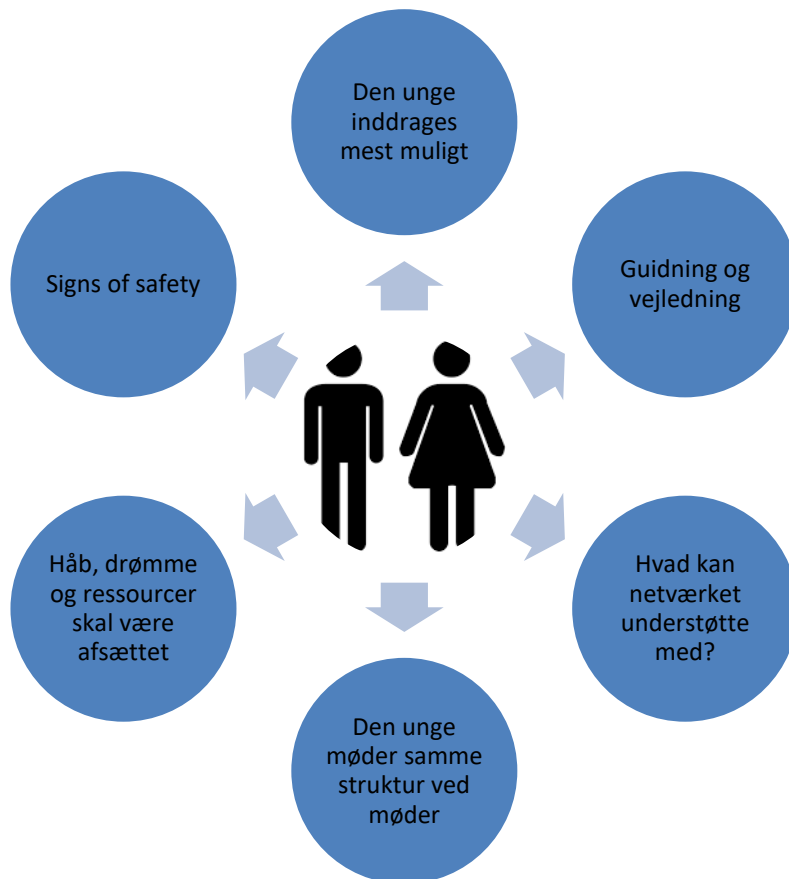 Den unge
inddrages
mest muligt
Guidning og
vejledning
Hvad kan
netværket
understøtte
med?
Den unge
møder samme
struktur ved
møder
Håb, drømme
og ressourcer
skal være
afsættet
Signs of safety